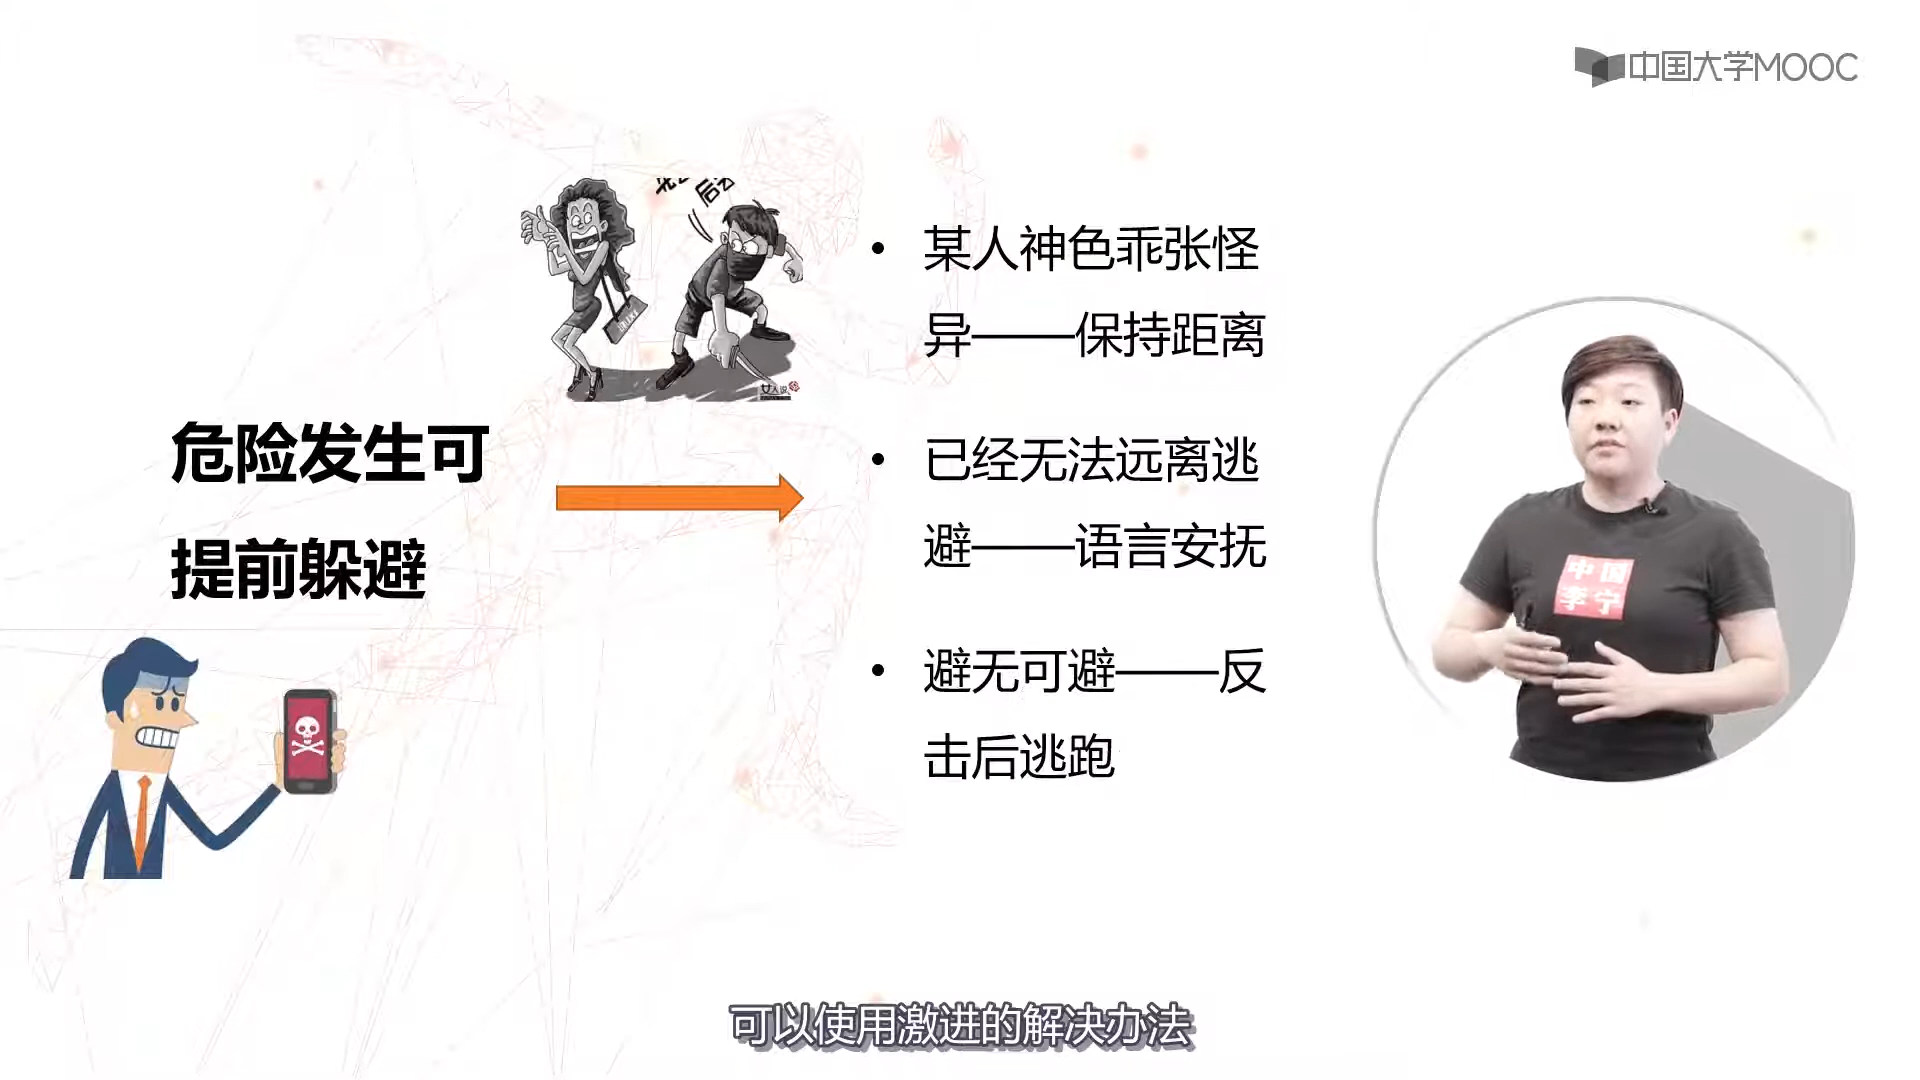 中国大学MOOC
后
某人神色乖张怪
异——保持距离
危险发生可
提前躲避
已经无法远离逃
避——语言安抚
避无可避——反
击后逃跑
中国
李宁
可以使用激进的解决办法